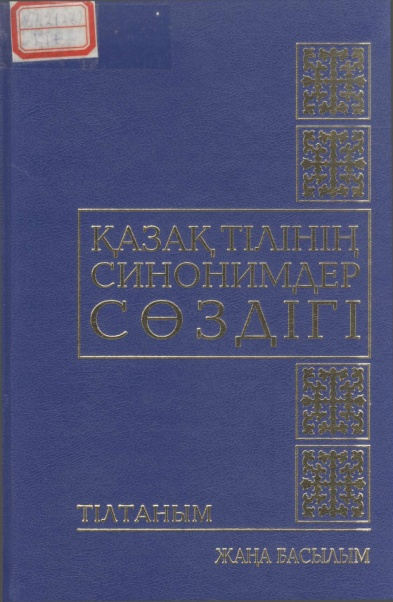 ҚАЗАҚ ТІЛІНІҢ
СИНОНИМДЕР
СӨЗДІГІ
ТІЛТАНЫМ
ЖАҢА БАСЫЛЫМ